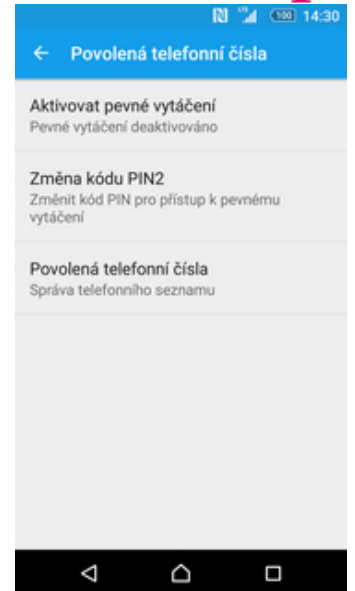 100 14:30
Povolená telefonní čísla
Aktivovat pevné vytáčení
Pevné vytáčení deaktivováno
Změna kódu PIN2
Změnit kód PIN pro přístup k pevnému
vytáčení
Povolená telefonní čísla
Správa telefonního seznamu